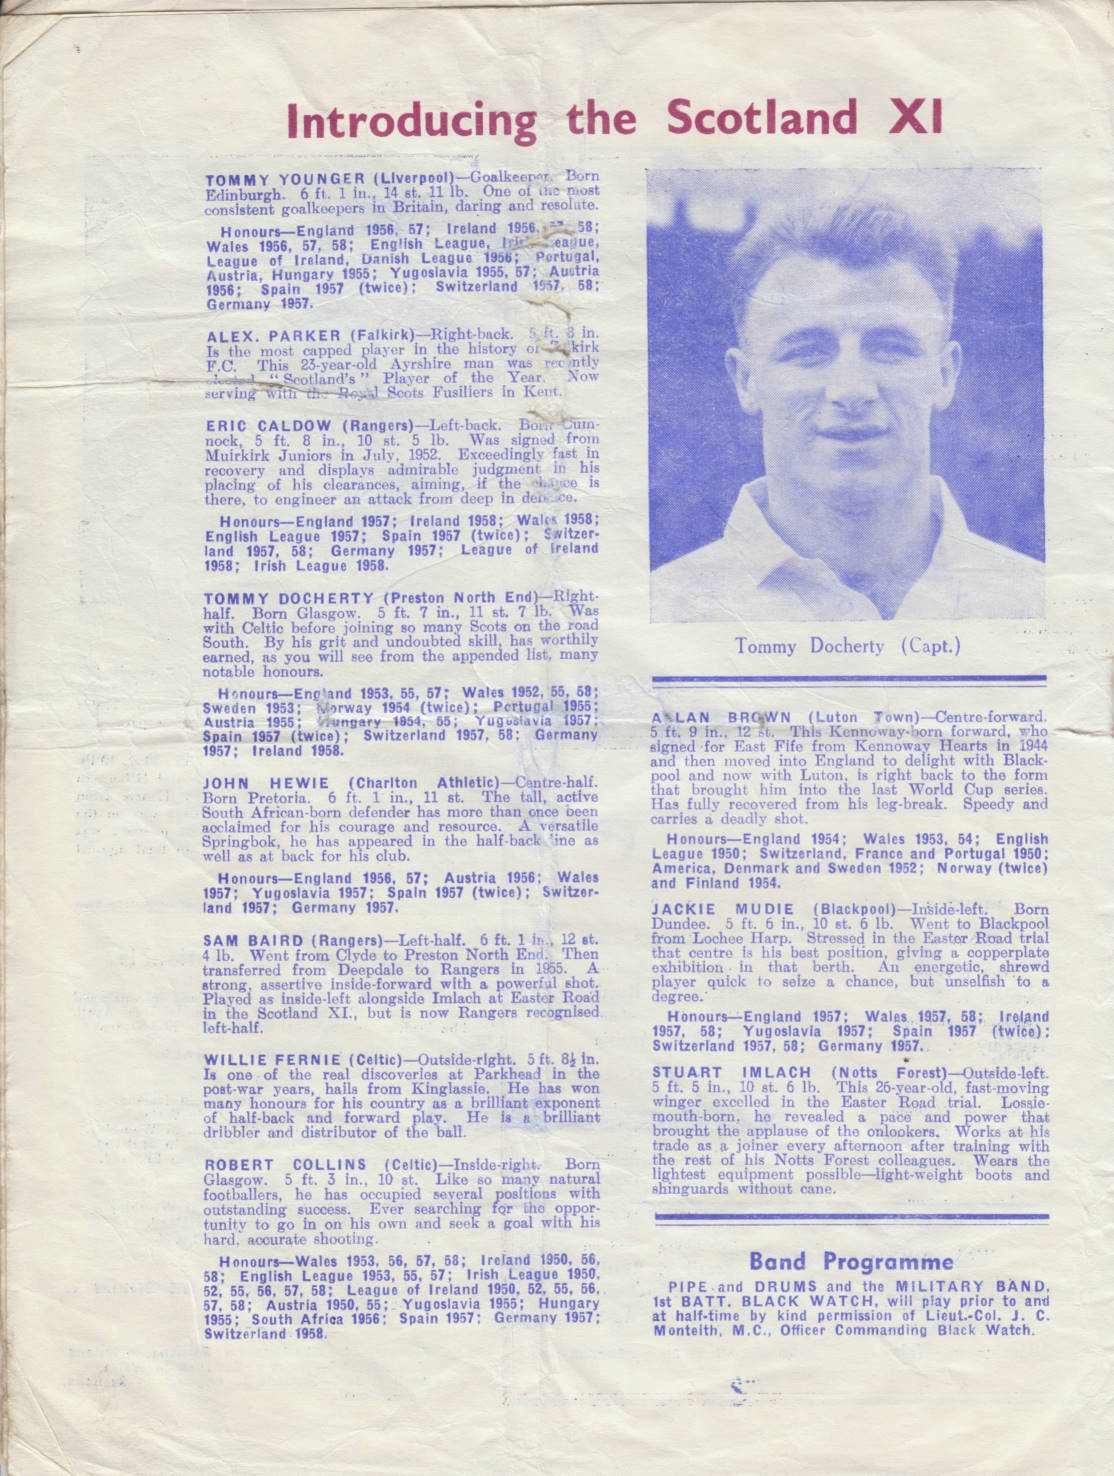 Introducing the Scotland XI
TOMMY YOUNGER (Liverpool)—Goalkeeper. Born
Edinburgh. 6 ft. 1 in., 14 st. 11 lb. One of the most
consistent goalkeepers in Britain, daring and resolute.
Honours—England 1956, 57; Ireland 1956, 58;
Wales 1956, 57, 58; English League, League,
League of Ireland, Danish League 1956; Portugal,
Austria, Hungary 1955; Yugoslavia 1955, 57; Austria
1956; Spain 1957 (twice); Switzerland 1957, 58;
Germany 1957.
ALEX. PARKER (Falkirk)—Right-back. 5 ft. 8 in.
Is the most capped player in the history of Falkirk
F.C. This 23-year-old Ayrshire man was recently
elected "Scotland's" Player of the Year. Now
serving with the Royal Scots Fusiliers in Kent.
ERIC CALDOW (Rangers)—Left-back. Born Cum-
nock, 5 ft. 8 in., 10 st. 5 lb. Was signed from
Muirkirk Juniors in July, 1952. Exceedingly fast in
recovery and displays admirable judgment in his
placing of his clearances, aiming, if the chance is
there, to engineer an attack from deep in defence.
Honours—England 1957; Ireland 1958; Wales 1958;
English League 1957; Spain 1957 (twice); Switzer-
land 1957, 58; Germany 1957; League of Ireland
1958; Irish League 1958.
TOMMY DOCHERTY (Preston North End)—Right-
half. Born Glasgow. 5 ft. 7 in., 11 st. 7 lb. Was
with Celtic before joining so many Scots on the road
South. By his grit and undoubted skill, has worthily
earned, as you will see from the appended list, many
notable honours.
Honours—England 1953, 55, 57; Wales 1952, 55, 58;
Sweden 1953; Norway 1954 (twice); Portugal 1955;
Austria 1955; Hungary 1954, 55; Yugoslavia 1957;
Spain 1957 (twice); Switzerland 1957, 58; Germany
1957; Ireland 1958.
JOHN HEWIE (Charlton Athletic)—Centre-half.
Born Pretoria. 6 ft. 1 in., 11 st. The tall, active
South African-born defender has more than once been
acclaimed for his courage and resource. A versatile
Springbok, he has appeared in the half-back line as
well as at back for his club.
Honours—England 1956, 57; Austria 1956; Wales
1957; Yugoslavia 1957; Spain 1957 (twice); Switzer-
land 1957; Germany 1957.
SAM BAIRD (Rangers)—Left-half. 6 ft. 1 in., 12 st.
4 lb. Went from Clyde to Preston North End. Then
transferred from Deepdale to Rangers in 1955. A
strong, assertive inside-forward with a powerful shot.
Played as inside-left alongside Imlach at Easter Road
in the Scotland XI., but is now Rangers recognised
left-half.
WILLIE FERNIE (Celtic)—Outside-right. 5 ft. 8½ in.
Is one of the real discoveries at Parkhead in the
post-war years, hails from Kinglassie. He has won
many honours for his country as a brilliant exponent
of half-back and forward play. He is a brilliant
dribbler and distributor of the ball.
ROBERT COLLINS (Celtic)—Inside-right. Born
Glasgow. 5 ft. 3 in., 10 st. Like so many natural
footballers, he has occupied several positions with
outstanding success. Ever searching for the oppor-
tunity to go in on his own and seek a goal with his
hard, accurate shooting.
Honours—Wales 1953, 56, 57, 58; Ireland 1950, 56,
58; English League 1953, 55, 57; Irish League 1950,
52, 55, 56, 57, 58; League of Ireland 1950, 52, 55, 56,
57, 58; Austria 1950, 55; Yugoslavia 1955; Hungary
1955; South Africa 1956; Spain 1957; Germany 1957;
Switzerland 1958.
Tommy Docherty (Capt.)
ALLAN BROWN (Luton Town)—Centre-forward.
5 ft. 9 in., 12 st. This Kennoway-born forward, who
signed for East Fife from Kennoway Hearts in 1944
and then moved into England to delight with Black-
pool and now with Luton, is right back to the form
that brought him into the last World Cup series.
Has fully recovered from his leg-break. Speedy and
carries a deadly shot.
Honours—England 1954; Wales 1953, 54; English
League 1950; Switzerland, France and Portugal 1950;
America, Denmark and Sweden 1952; Norway (twice)
and Finland 1954.
JACKIE MUDIE (Blackpool)—Inside-left. Born
Dundee. 5 ft. 6 in., 10 st. 6 lb. Went to Blackpool
from Lochee Harp. Stressed in the Easter Road trial
that centre is his best position, giving a copperplate
exhibition in that berth. An energetic, shrewd
player quick to seize a chance, but unselfish to a
degree.
Honours—England 1957; Wales 1957, 58; Ireland
1957, 58; Yugoslavia 1957; Spain 1957 (twice);
Switzerland 1957, 58; Germany 1957.
STUART IMLACH (Notts Forest)—Outside-left.
5 ft. 5 in., 10 st. 6 lb. This 26-year-old, fast-moving
winger excelled in the Easter Road trial. Lossie-
mouth-born, he revealed a pace and power that
brought the applause of the onlookers. Works at his
trade as a joiner every afternoon after training with
the rest of his Notts Forest colleagues. Wears the
lightest equipment possible—light-weight boots and
shinguards without cane.
Band Programme
PIPE and DRUMS and the MILITARY BAND,
1st BATT. BLACK WATCH, will play prior to and
at half-time by kind permission of Lieut.-Col. J. C.
Monteith, M.C., Officer Commanding Black Watch.